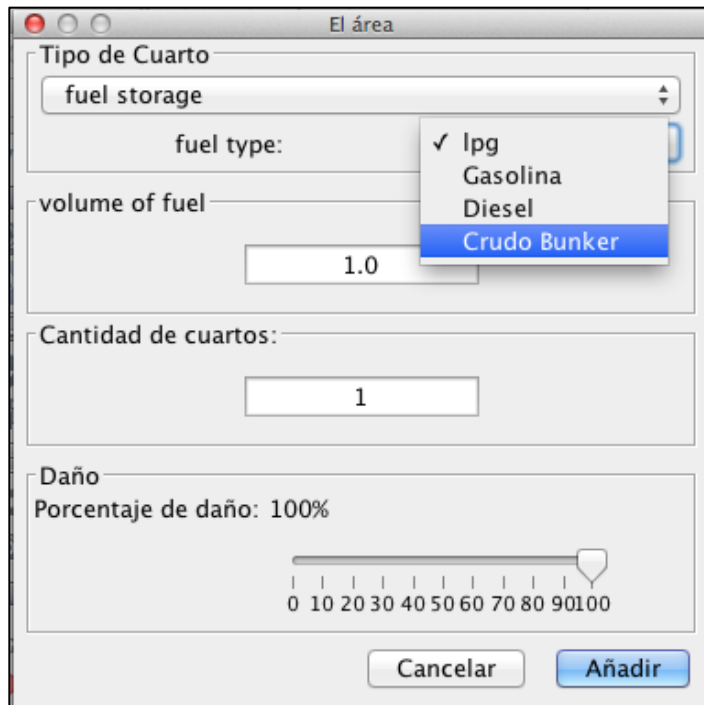 El área
Tipo de Cuarto
fuel storage
fuel type:
✓ lpg
Gasolina
Diesel
Crudo Bunker
volume of fuel
1.0
Cantidad de cuartos:
1
Daño
Porcentaje de daño: 100%
0 10 20 30 40 50 60 70 80 90100
Cancelar Añadir